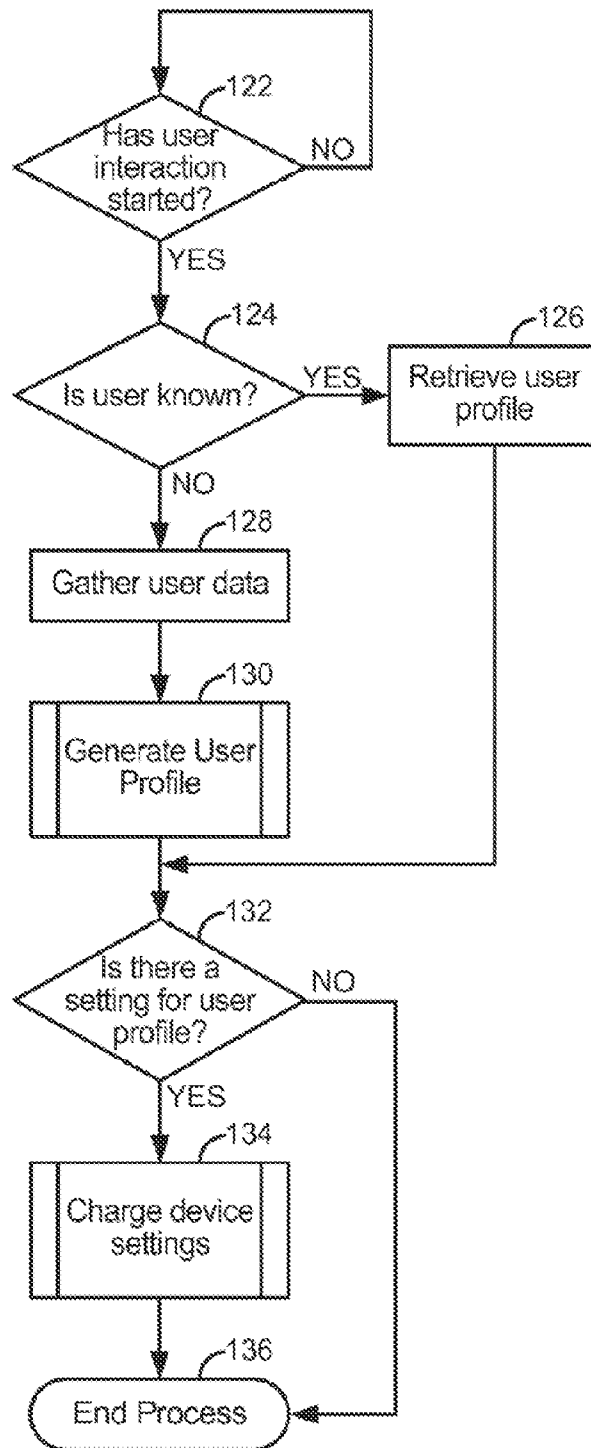 122
Has user
interaction
started?
NO
YES
124
Is user known?
YES
126
Retrieve user
profile
NO
128
Gather user data
130
Generate User
Profile
132
Is there a
setting for user
profile?
NO
YES
134
Charge device
settings
136
End Process